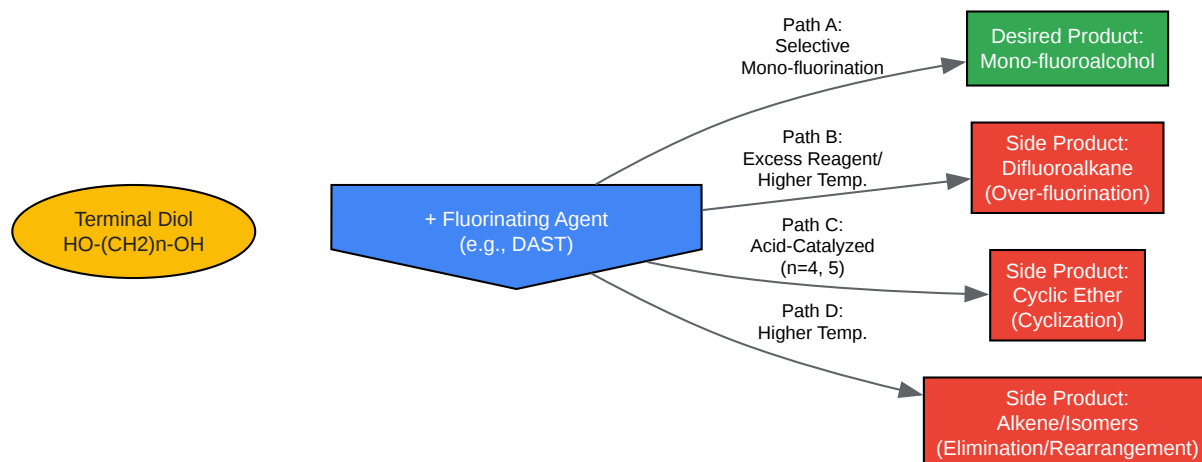 Terminal Diol
HO-(CH2)n-OH
+ Fluorinating Agent
(e.g., DAST)
Path A:
Selective
Mono-fluorination
Desired Product:
Mono-fluoroalcohol
Path B:
Excess Reagent/
Higher Temp.
Side Product:
Difluoroalkane
(Over-fluorination)
Path C:
Acid-Catalyzed
(n=4, 5)
Side Product:
Cyclic Ether
(Cyclization)
Path D:
Higher Temp.
Side Product:
Alkene/Isomers
(Elimination/Rearrangement)